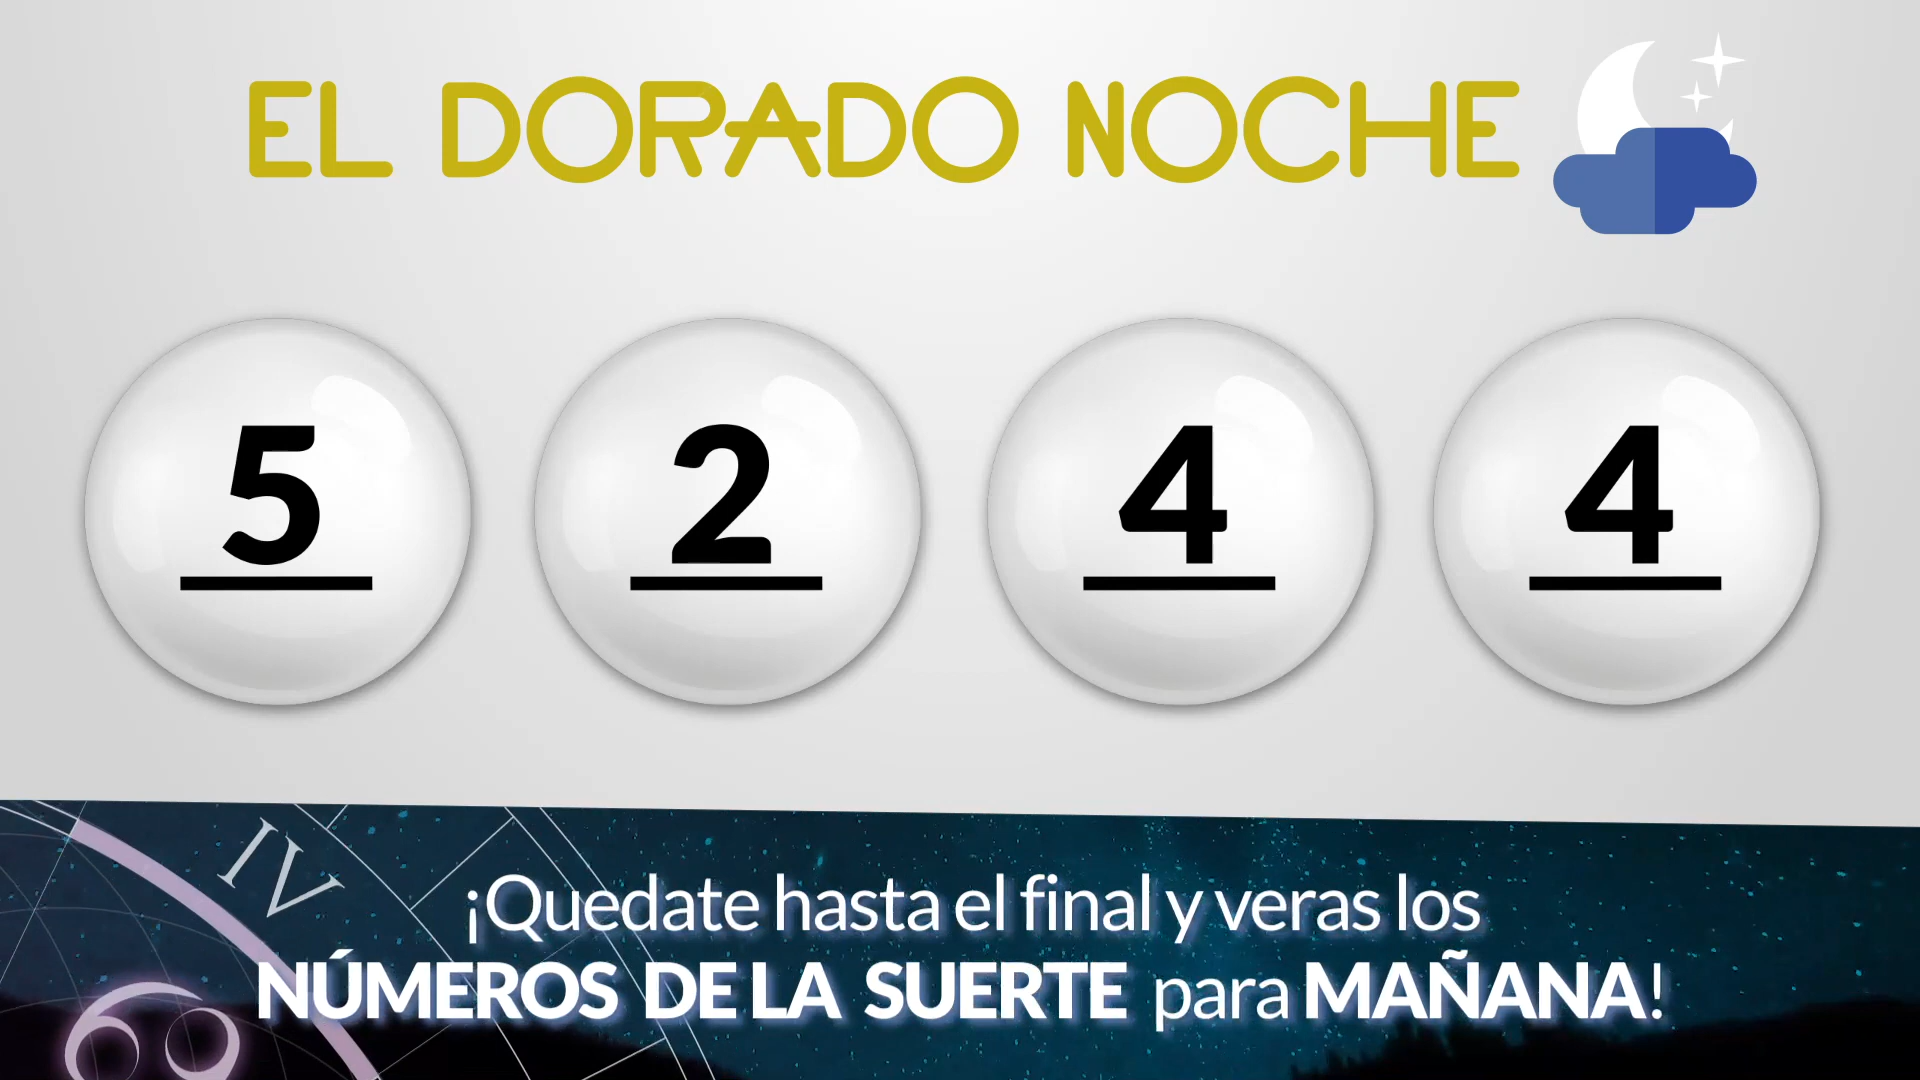 EL DORADO NOCHE
5 2 4 4
IV
¡Quedate hasta el final y veras los
NÚMEROS DE LA SUERTE para MAÑANA!